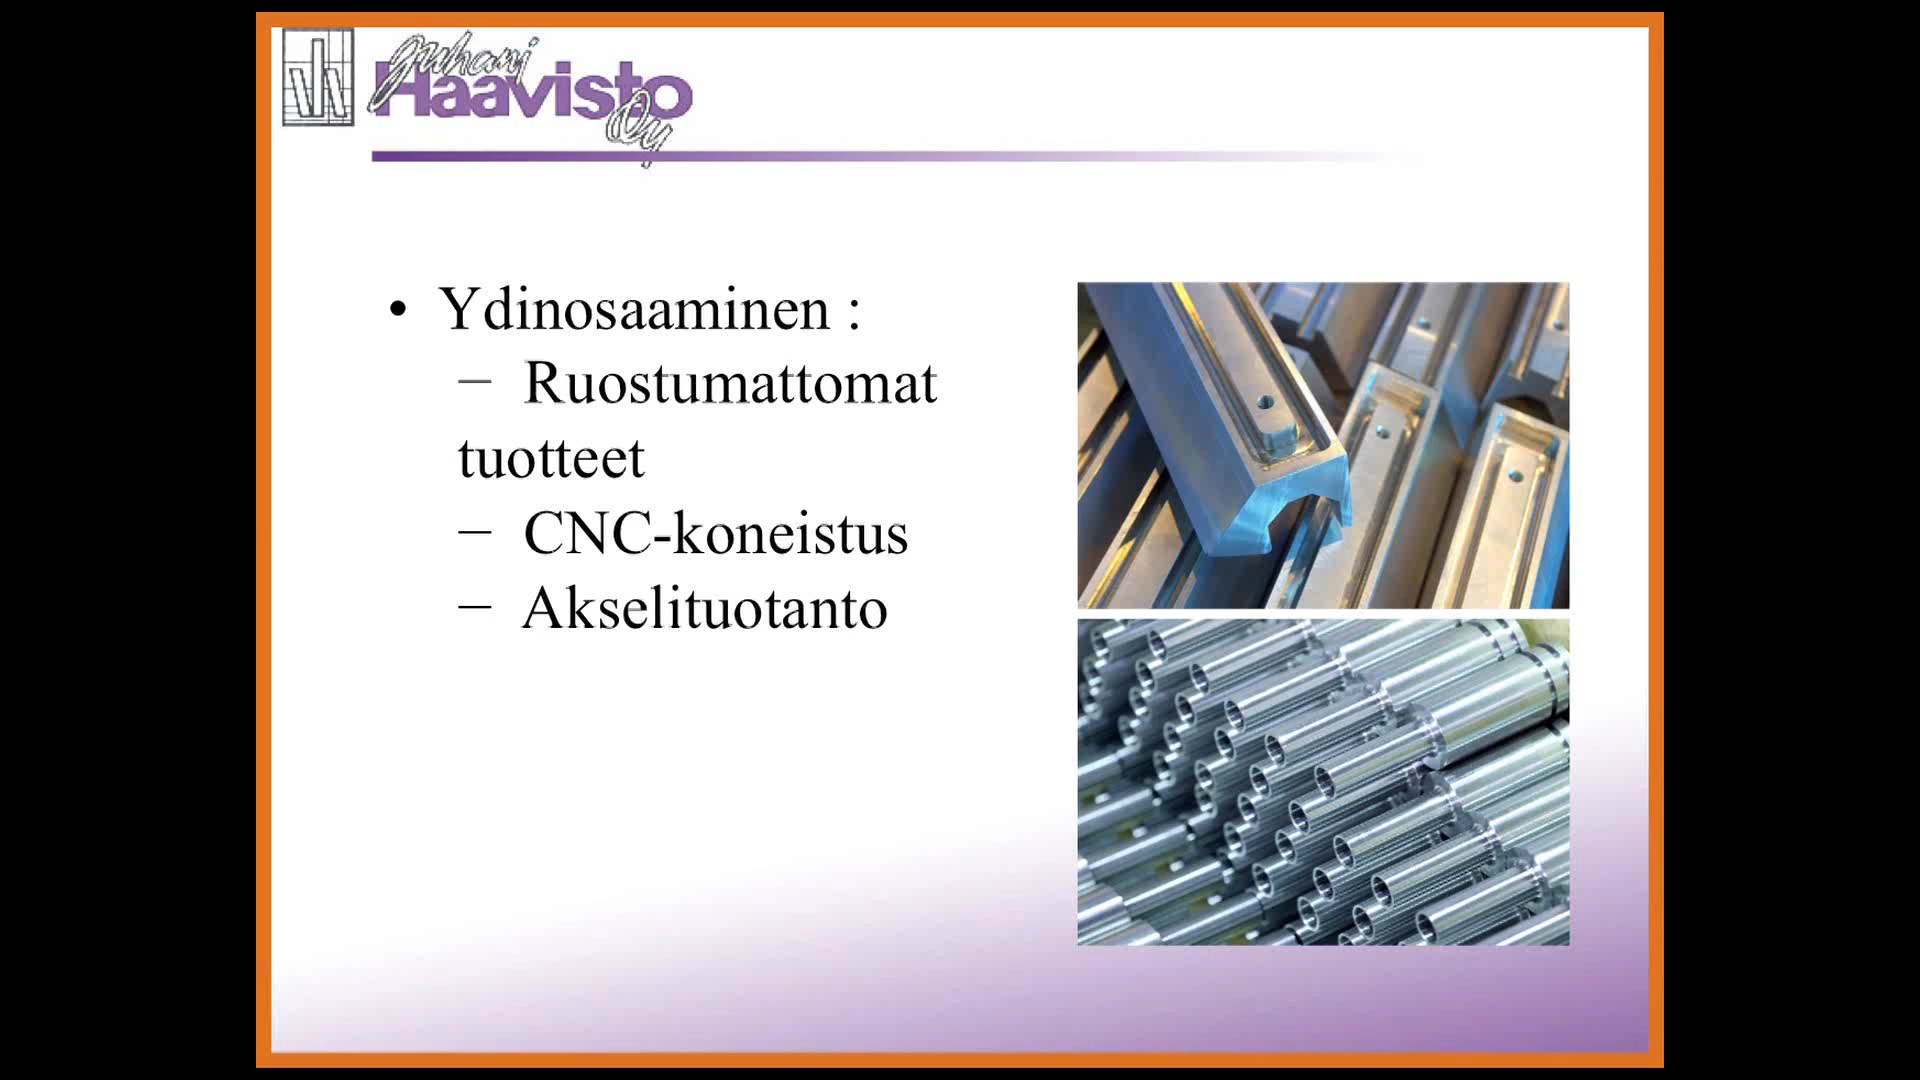 Juhani
Haavisto
Oy
• Ydinosaaminen :
– Ruostumattomat
tuotteet
– CNC-koneistus
– Akselituotanto